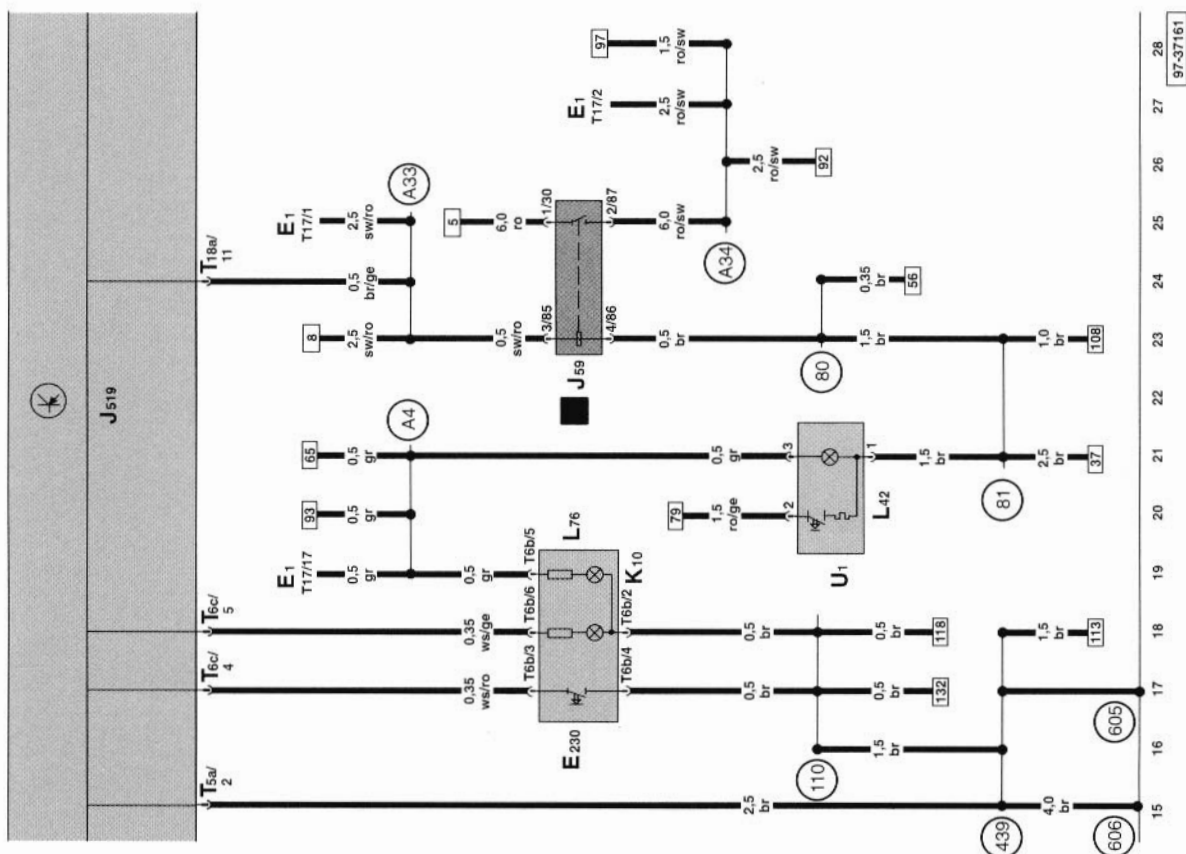 J519
T5a/2
T6c/4
T6c/5
T18a/11
E1
T17/17
0,5
gr
93
0,5
gr
65
0,5
gr
A4
8
2,5
sw/ro
0,5
br/ge
E1
T17/1
2,5
sw/ro
A33
0,35
ws/ro
0,35
ws/ge
0,5
gr
T6b/3
T6b/6
T6b/5
L76
E230
K10
T6b/4
T6b/2
0,5
br
0,5
br
110
0,5
br
132
0,5
br
118
1,5
br
79
1,5
ro/ge
0,5
gr
2
3
U1
L42
1
1,5
br
81
2,5
br
37
0,5
sw/ro
3/85
5
6,0
ro
1/30
J59
4/86
2/87
0,5
br
6,0
ro/sw
A34
E1
T17/2
2,5
ro/sw
97
1,5
ro/sw
2,5
ro/sw
92
80
0,35
br
56
1,5
br
1,0
br
108
2,5
br
439
4,0
br
1,5
br
113
606
605
15 16 17 18 19 20 21 22 23 24 25 26 27 28
97-37161